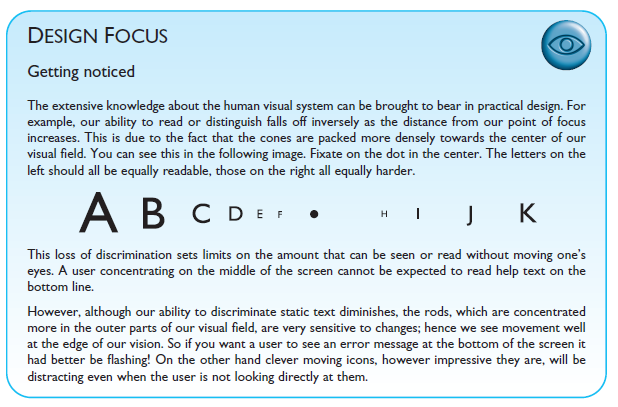 DESIGN FOCUS
Getting noticed
The extensive knowledge about the human visual system can be brought to bear in practical design. For
example, our ability to read or distinguish falls off inversely as the distance from our point of focus
increases. This is due to the fact that the cones are packed more densely towards the center of our
visual field. You can see this in the following image. Fixate on the dot in the center. The letters on the
left should all be equally readable, those on the right all equally harder.
A B C D E F • H I J K
This loss of discrimination sets limits on the amount that can be seen or read without moving one's
eyes. A user concentrating on the middle of the screen cannot be expected to read help text on the
bottom line.
However, although our ability to discriminate static text diminishes, the rods, which are concentrated
more in the outer parts of our visual field, are very sensitive to changes; hence we see movement well
at the edge of our vision. So if you want a user to see an error message at the bottom of the screen it
had better be flashing! On the other hand clever moving icons, however impressive they are, will be
distracting even when the user is not looking directly at them.